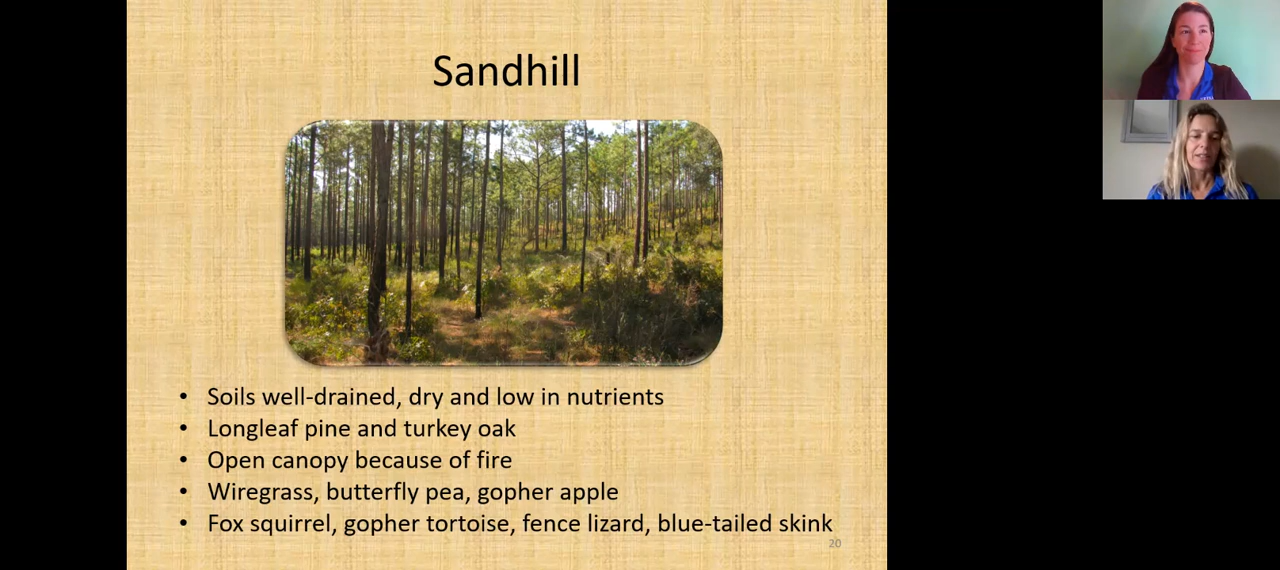 Sandhill
• Soils well-drained, dry and low in nutrients
• Longleaf pine and turkey oak
• Open canopy because of fire
• Wiregrass, butterfly pea, gopher apple
• Fox squirrel, gopher tortoise, fence lizard, blue-tailed skink
20